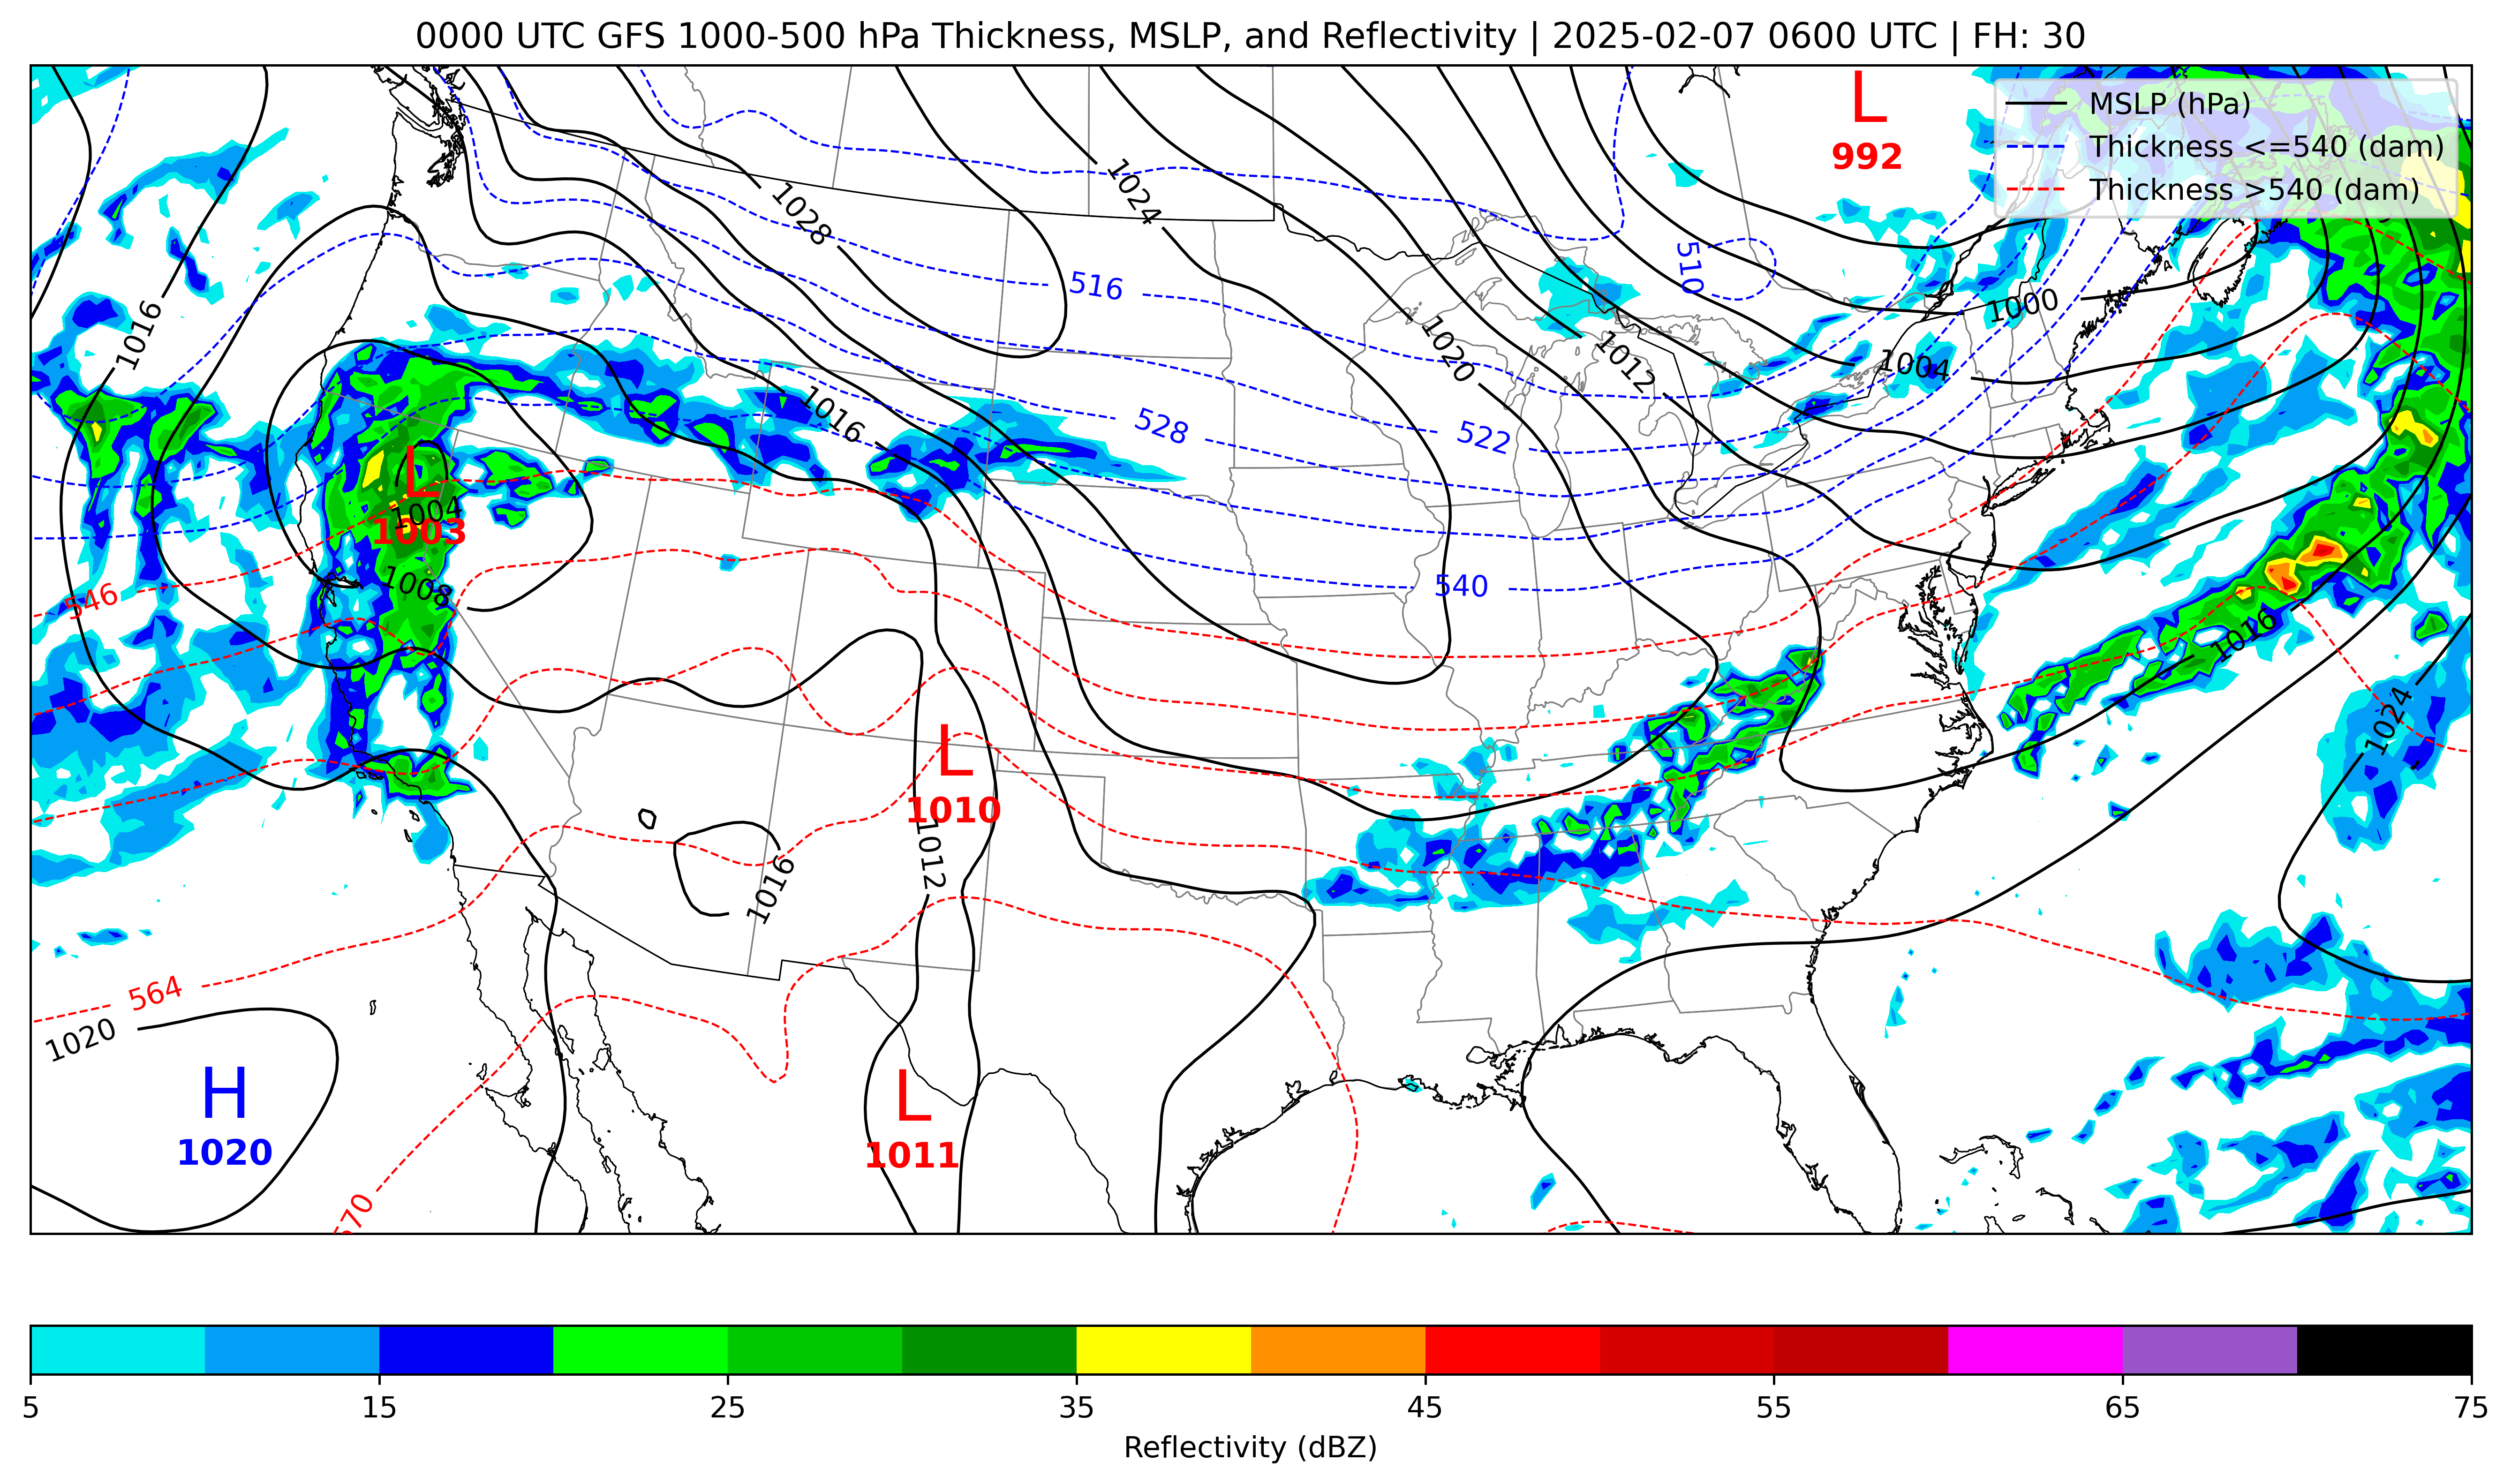 0000 UTC GFS 1000-500 hPa Thickness, MSLP, and Reflectivity | 2025-02-07 0600 UTC | FH: 30
MSLP (hPa)
Thickness <=540 (dam)
Thickness >540 (dam)
L
992
1028
1024
516
510
1000
1016
1020
1012
1004
1016
528
522
L
1004
1003
1008
540
546
1016
1024
L
1010
1012
1016
564
1020
H
1020
L
1011
570
5 15 25 35 45 55 65 75
Reflectivity (dBZ)